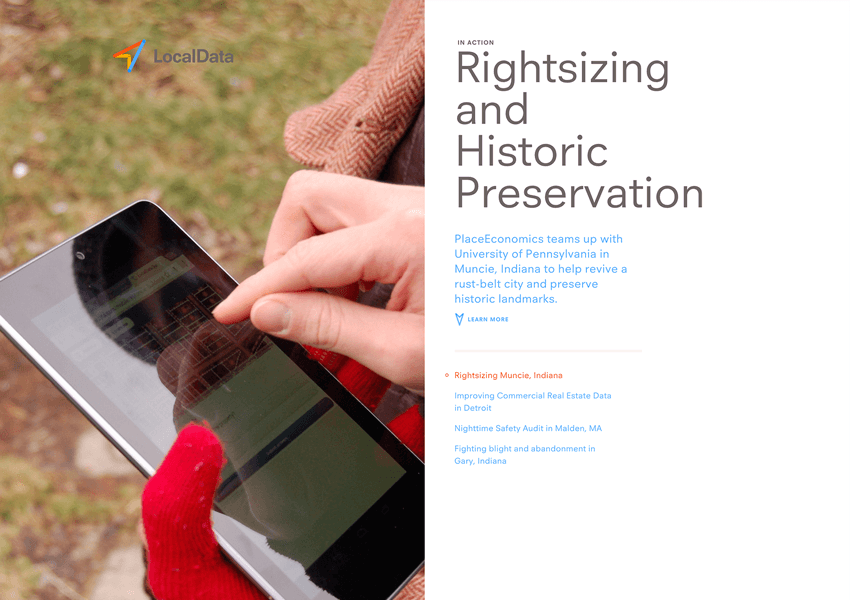 LocalData
IN ACTION
Rightsizing
and
Historic
Preservation
PlaceEconomics teams up with
University of Pennsylvania in
Muncie, Indiana to help revive a
rust-belt city and preserve
historic landmarks.
LEARN MORE
Rightsizing Muncie, Indiana
Improving Commercial Real Estate Data
in Detroit
Nighttime Safety Audit in Malden, MA
Fighting blight and abandonment in
Gary, Indiana